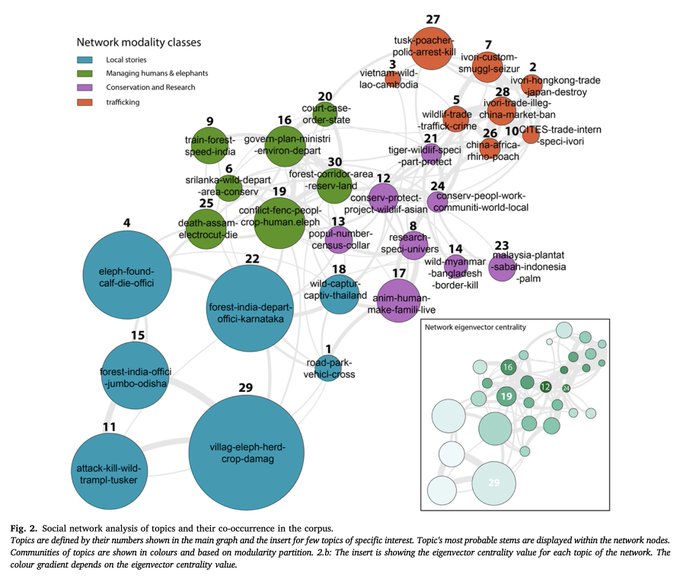 Network modality classes
Local stories
Managing humans & elephants
Conservation and Research
trafficking
27
tusk-poacher-
polic-arrest-kill
3
vietnam-wild-
lao-cambodia
7
ivori-custom-
smuggl-seizur
2
ivori-hongkong-trade
-japan-destroy
28
ivori-trade-illeg-
china-market-ban
5
wildlif-trade
-traffick-crime
26
china-africa-
rhino-poach
10
CITES-trade-intern
-speci-ivori
20
court-case-
order-state
9
train-forest-
speed-india
16
govern-plan-ministri
-environ-depart
21
tiger-wildlif-speci
-part-protect
30
forest-corridor-area
-reserv-land
6
srilanka-wild-depart
-area-conserv
12
conserv-protect-
project-wildlif-asian
24
conserv-peopl-work-
communiti-world-local
19
conflict-fenc-peopl-
crop-human.eleph
25
death-assam-
electrocut-die
13
popul-number-
census-collar
8
research-
speci-univers
14
wild-myanmar
-bangladesh
-border-kill
23
malaysia-plantat
-sabah-indonesia
-palm
4
eleph-found-
calf-die-offici
22
forest-india-depart-
offici-karnataka
18
wild-captur-
captiv-thailand
17
anim-human-
make-famili-live
15
forest-india-offici
-jumbo-odisha
1
road-park-
vehicl-cross
29
villag-eleph-herd-
crop-damag
11
attack-kill-wild-
trampl-tusker
Network eigenvector centrality
16
12
24
19
29
Fig. 2. Social network analysis of topics and their co-occurrence in the corpus.
Topics are defined by their numbers shown in the main graph and the insert for few topics of specific interest. Topic's most probable stems are displayed within the network nodes.
Communities of topics are shown in colours and based on modularity partition. 2.b: The insert is showing the eigenvector centrality value for each topic of the network. The
colour gradient depends on the eigenvector centrality value.